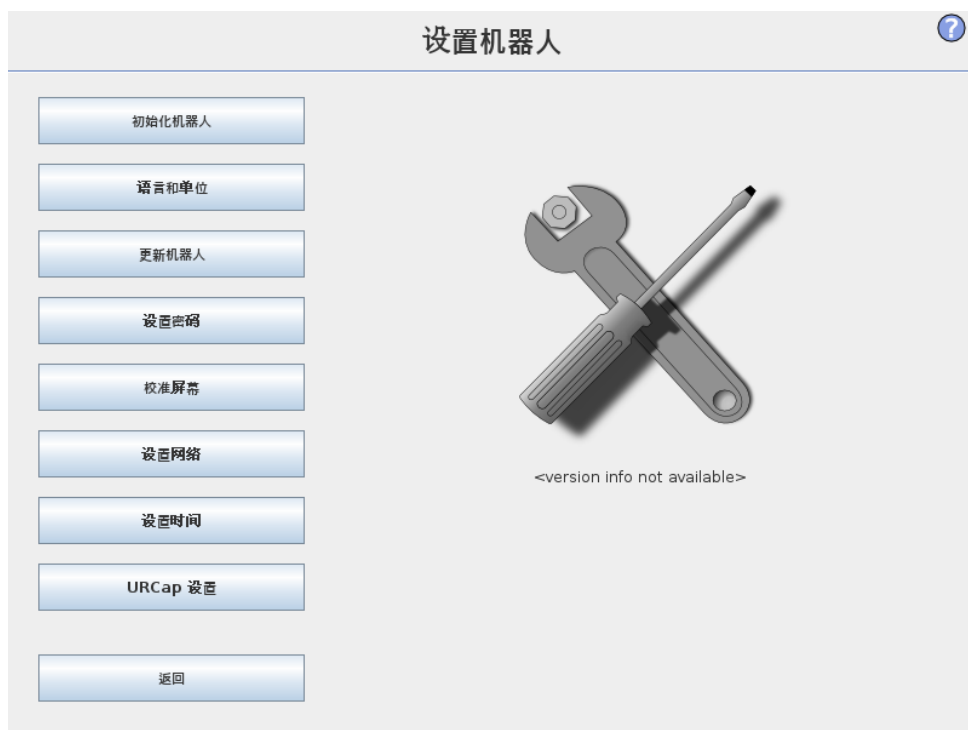 设置机器人
?
初始化机器人
语言和单位
更新机器人
设置密码
校准屏幕
设置网络
设置时间
URCap 设置
返回
<version info not available>